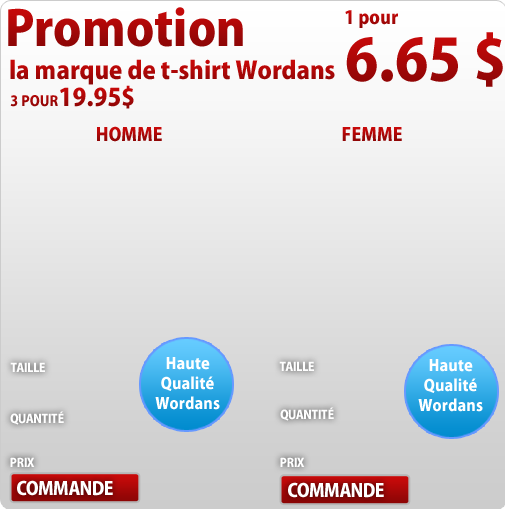 Promotion
1 pour
6.65 $
la marque de t-shirt Wordans
3 POUR 19.95$
HOMME
FEMME
TAILLE
Haute
Qualité
Wordans
QUANTITÉ
PRIX
COMMANDE
TAILLE
Haute
Qualité
Wordans
QUANTITÉ
PRIX
COMMANDE